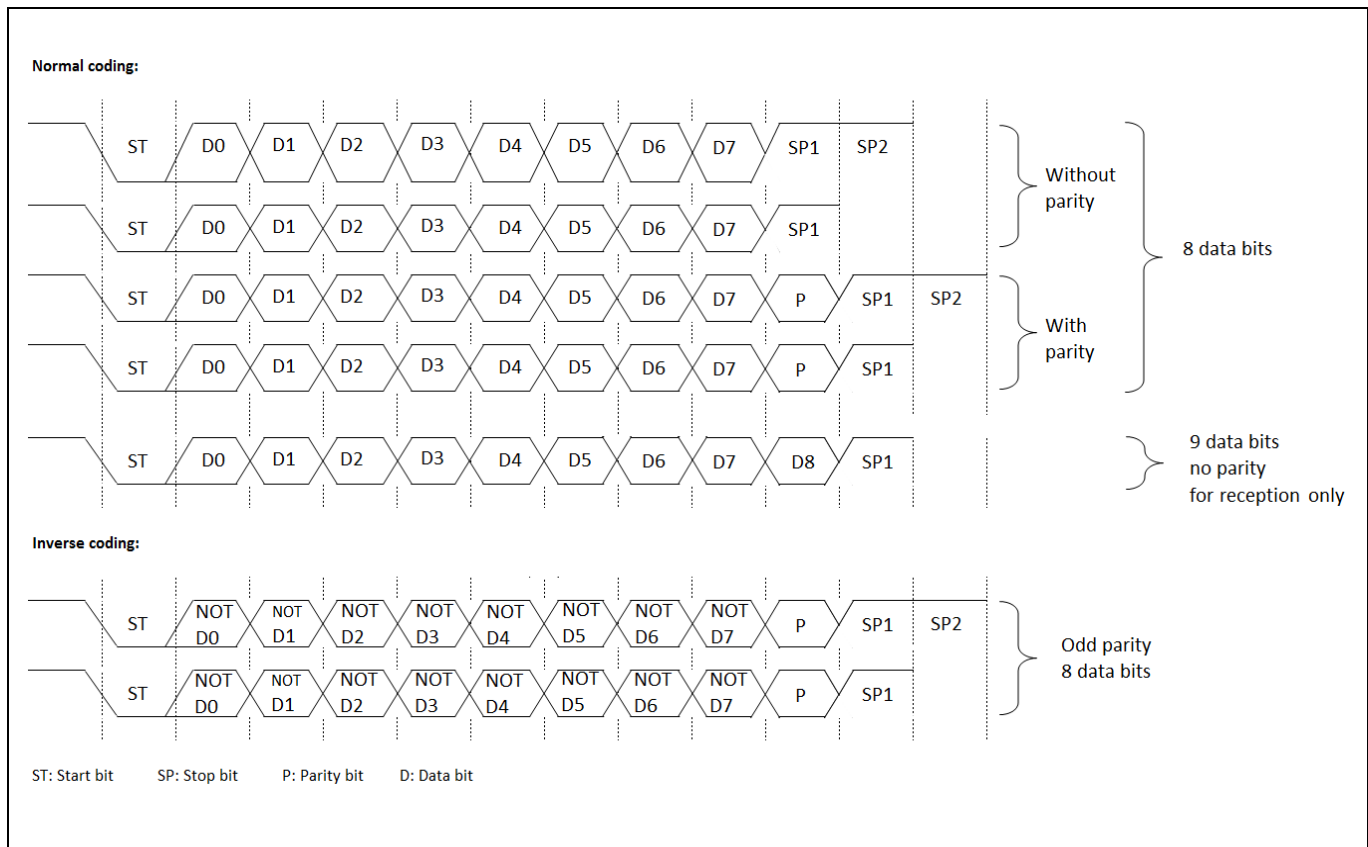 Normal coding:
ST D0 D1 D2 D3 D4 D5 D6 D7 SP1 SP2
Without
parity
ST D0 D1 D2 D3 D4 D5 D6 D7 SP1
8 data bits
ST D0 D1 D2 D3 D4 D5 D6 D7 P SP1 SP2
With
parity
ST D0 D1 D2 D3 D4 D5 D6 D7 P SP1
ST D0 D1 D2 D3 D4 D5 D6 D7 D8 SP1
9 data bits
no parity
for reception only
Inverse coding:
ST NOT D0 NOT D1 NOT D2 NOT D3 NOT D4 NOT D5 NOT D6 NOT D7 P SP1 SP2
Odd parity
8 data bits
ST NOT D0 NOT D1 NOT D2 NOT D3 NOT D4 NOT D5 NOT D6 NOT D7 P SP1
ST: Start bit SP: Stop bit P: Parity bit D: Data bit